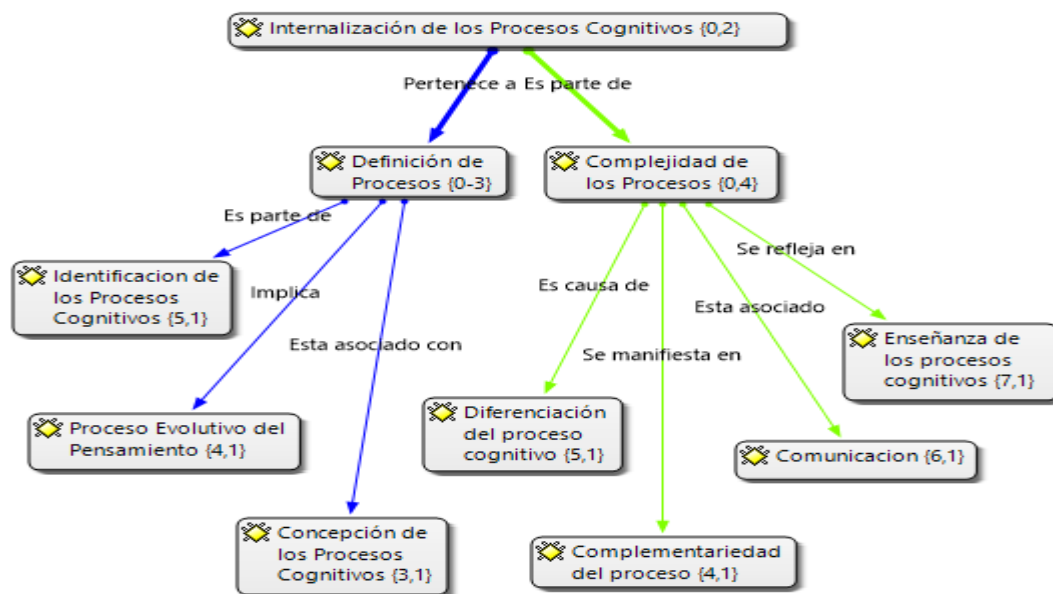 Internalización de los Procesos Cognitivos {0,2}
Pertenece a Es parte de
Definición de
Procesos {0-3}
Complejidad de
los Procesos {0,4}
Es parte de
Se refleja en
Identificacion de
los Procesos
Cognitivos {5,1}
Implica
Es causa de
Esta asociado
Esta asociado con
Se manifiesta en
Enseñanza de
los procesos
cognitivos {7,1}
Proceso Evolutivo del
Pensamiento {4,1}
Diferenciación
del proceso
cognitivo {5,1}
Comunicacion {6,1}
Concepción de
los Procesos
Cognitivos {3,1}
Complementariedad
del proceso {4,1}